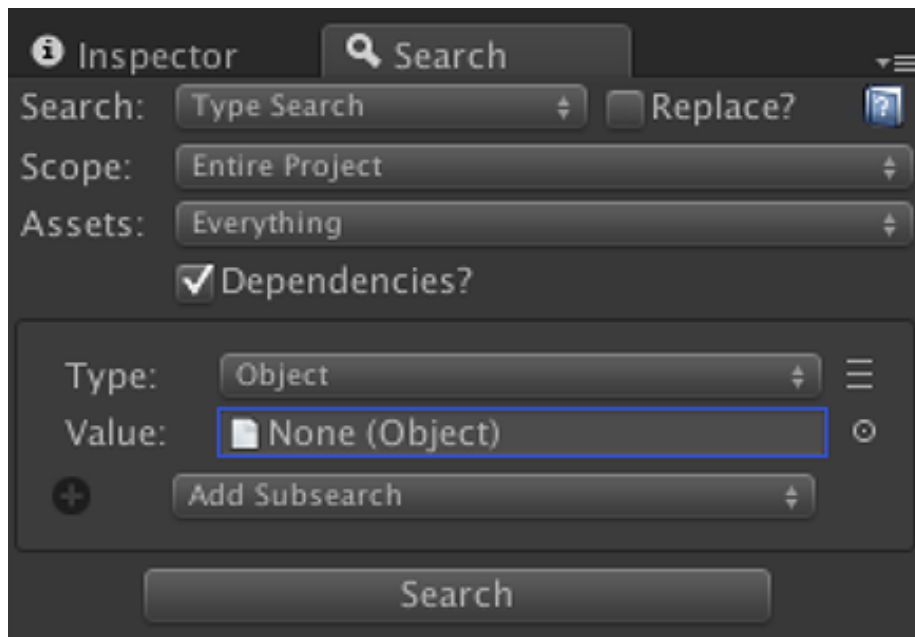 Inspector Search
Search: Type Search Replace?
Scope: Entire Project
Assets: Everything
Dependencies?
Type: Object
Value: None (Object)
Add Subsearch
Search